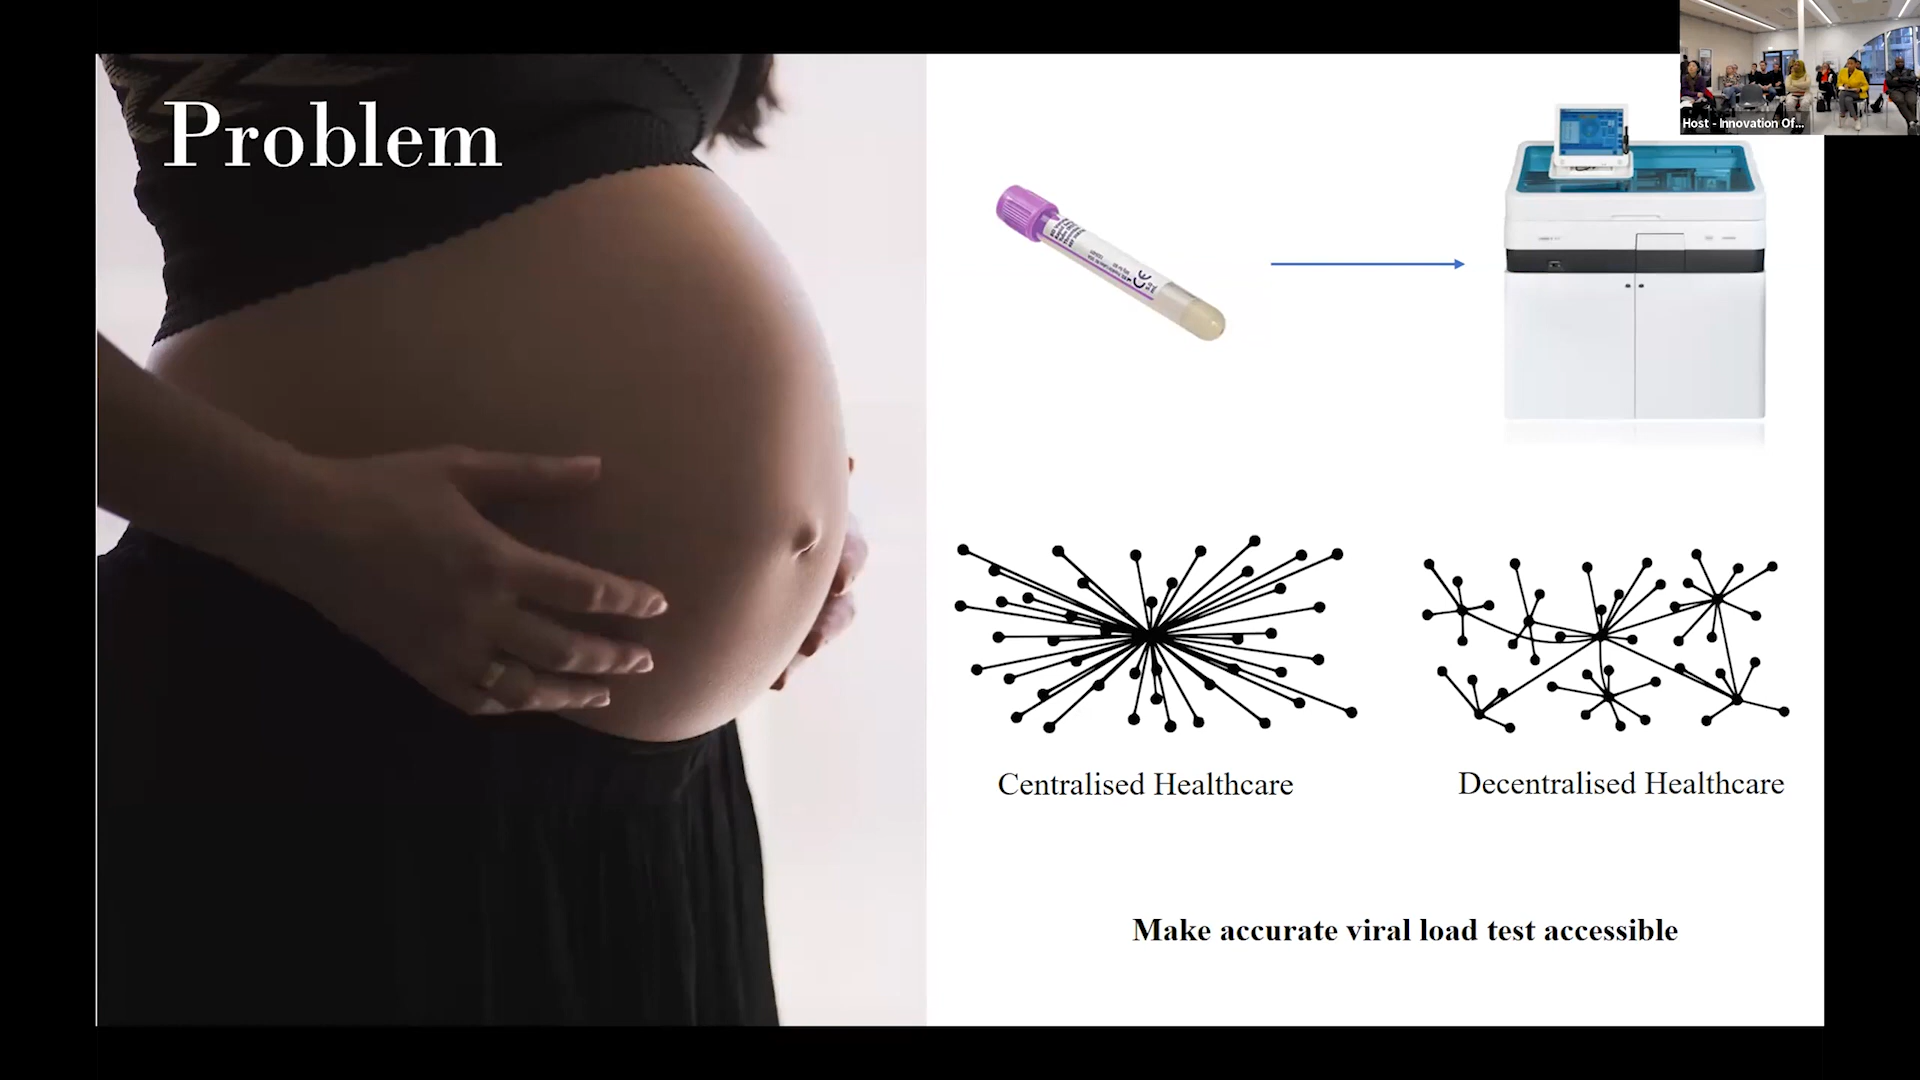 Problem
Host - Innovation Of...
Centralised Healthcare
Decentralised Healthcare
Make accurate viral load test accessible